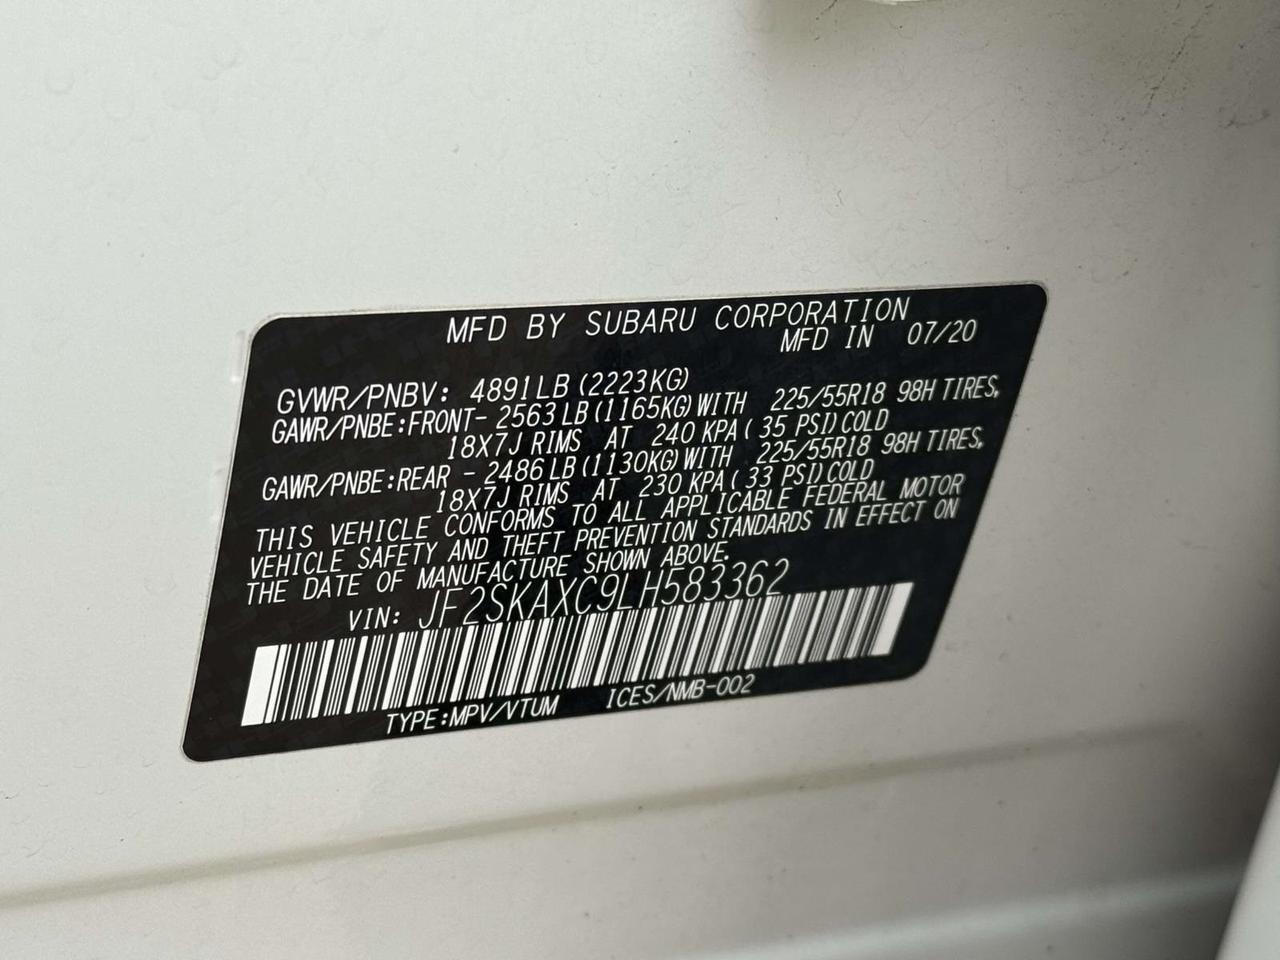 MFD BY SUBARU CORPORATION
MFD IN 07/20
GVWR/PNBV: 4891LB(2223KG)
GAWR/PNBE:FRONT- 2563LB(1165KG)WITH 225/55R18 98H TIRES,
18X7J RIMS AT 240 KPA( 35 PSI)COLD
GAWR/PNBE:REAR - 2486LB(1130KG)WITH 225/55R18 98H TIRES,
18X7J RIMS AT 230 KPA( 33 PSI)COLD
THIS VEHICLE CONFORMS TO ALL APPLICABLE FEDERAL MOTOR
VEHICLE SAFETY AND THEFT PREVENTION STANDARDS IN EFFECT ON
THE DATE OF MANUFACTURE SHOWN ABOVE.
VIN: JF2SKAXC9LH583362
TYPE:MPV/VTUM ICES/NMB-002